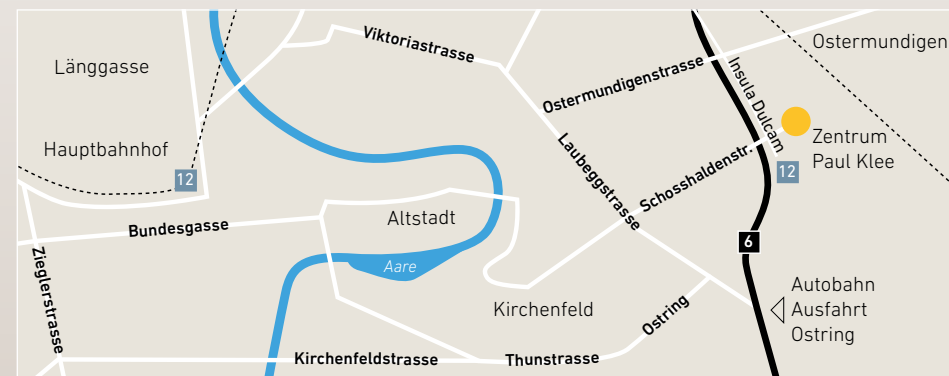 Viktoriastrasse
Länggasse
Ostermundigen
Ostermundigenstrasse
Insula Dulcam
Hauptbahnhof
12
Laubeggstrasse
Schosshaldenstr.
Zentrum
Paul Klee
12
Altstadt
Bundesgasse
6
Zieglerstrasse
Aare
Kirchenfeld
Ostring
Autobahn
Ausfahrt
Ostring
Kirchenfeldstrasse
Thunstrasse